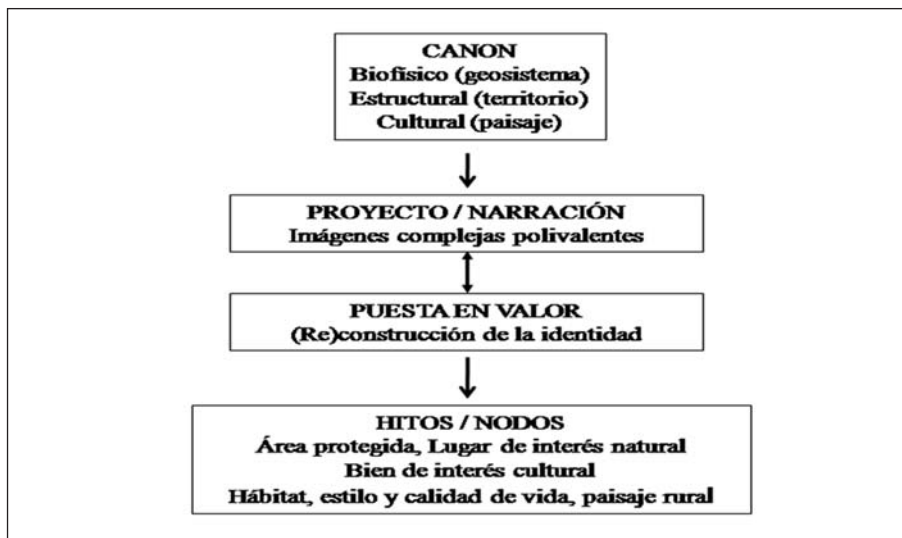 CANON
Biofísico (geosistema)
Estructural (territorio)
Cultural (paisaje)
PROYECTO / NARRACIÓN
Imágenes complejas polivalentes
PUESTA EN VALOR
(Re)construcción de la identidad
HITOS / NODOS
Área protegida, Lugar de interés natural
Bien de interés cultural
Hábitat, estilo y calidad de vida, paisaje rural